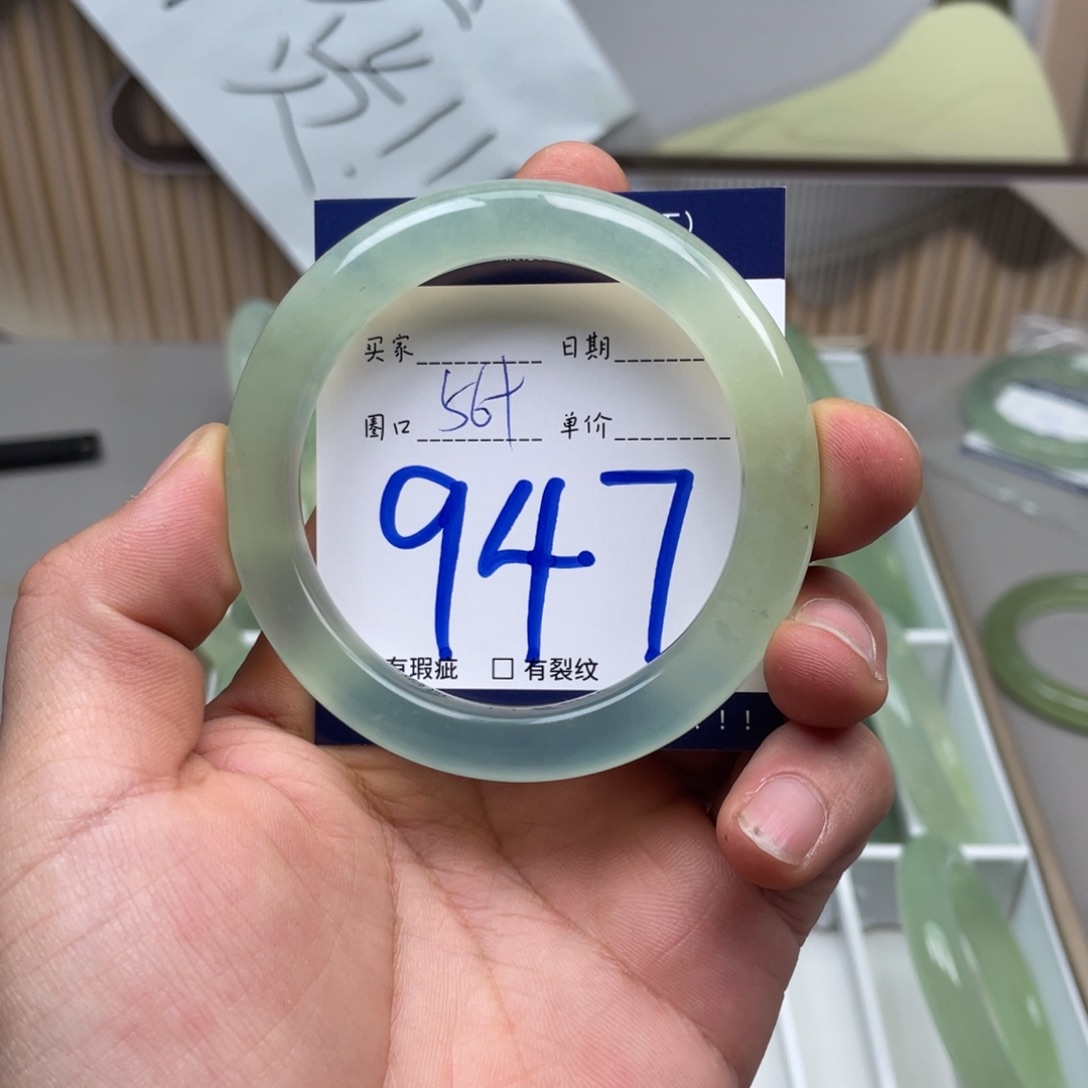 买家 日期
56+
圈口 单价
947
有瑕疵 □ 有裂纹
!!